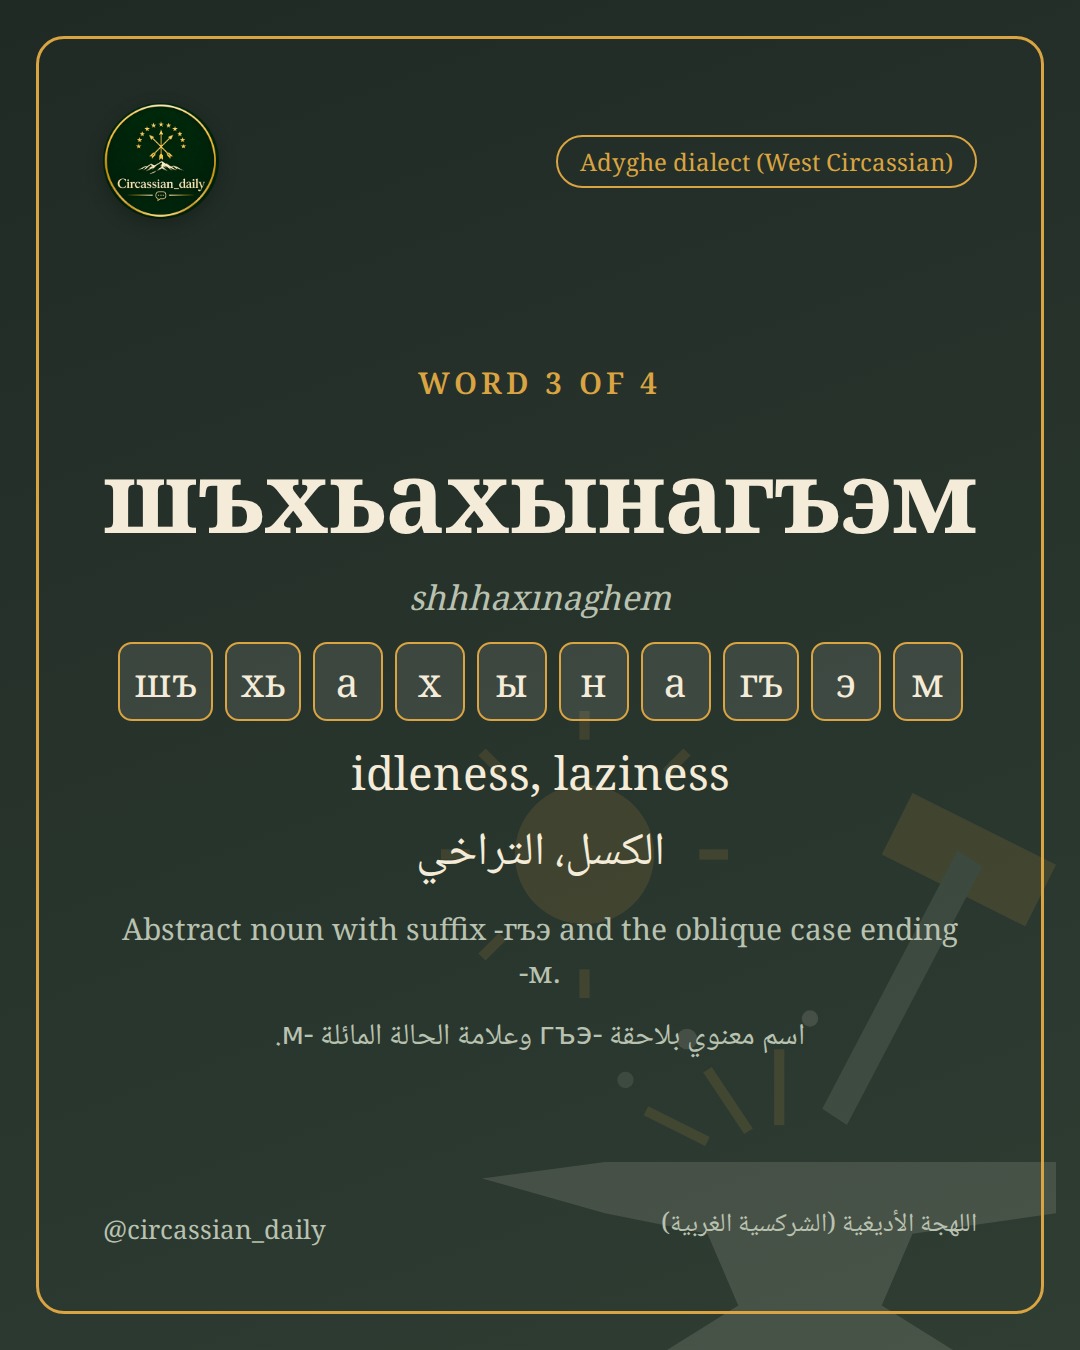 Circassian_daily
Adyghe dialect (West Circassian)
WORD 3 OF 4
шъхьахынагъэм
shhhaxınaghem
шъ хь а х ы н а гъ э м
idleness, laziness
الكسل، التراخي
Abstract noun with suffix -гъэ and the oblique case ending
-м.
اسم معنوي بلاحقة -гъэ وعلامة الحالة المائلة -м.
@circassian_daily
اللهجة الأديغية (الشركسية الغربية)